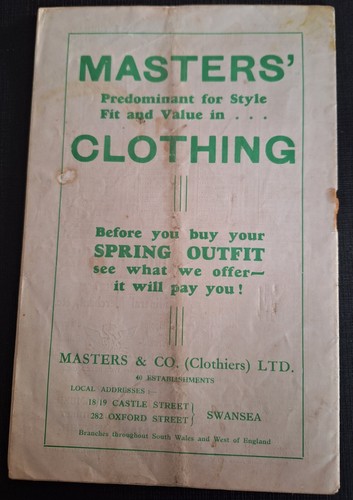 MASTERS'
Predominant for Style
Fit and Value in . . .
CLOTHING
Before you buy your
SPRING OUTFIT
see what we offer—
it will pay you!
MASTERS & CO. (Clothiers) LTD.
40 ESTABLISHMENTS
LOCAL ADDRESSES
18/19 CASTLE STREET
282 OXFORD STREET } SWANSEA
Branches throughout South Wales and West of England